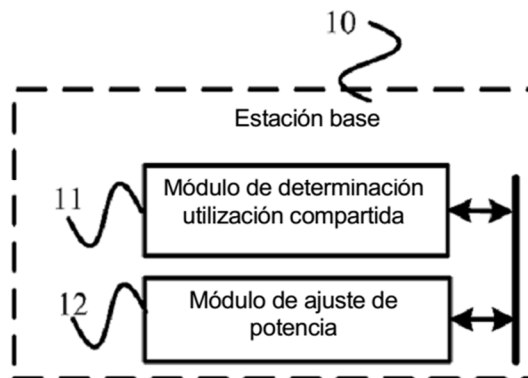 10
Estación base
11
Módulo de determinación
utilización compartida
12
Módulo de ajuste de
potencia